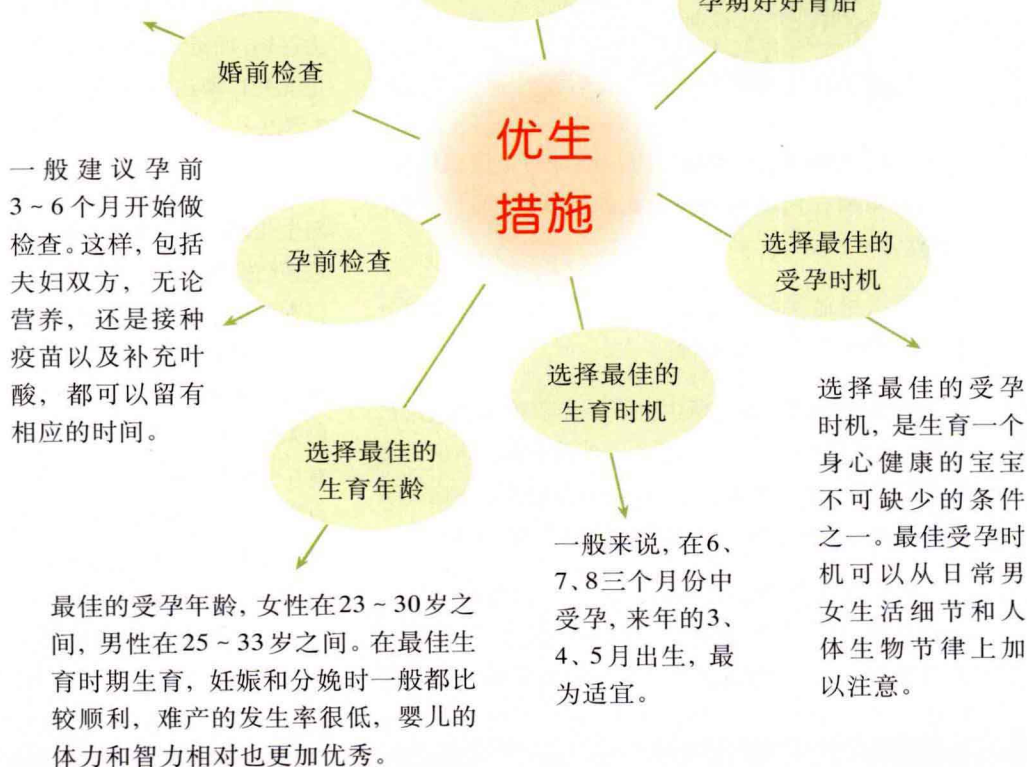 孕期好好育胎
婚前检查
优生
措施
一般建议孕前
3~6个月开始做
检查。这样,包括
夫妇双方,无论
营养,还是接种
疫苗以及补充叶
酸,都可以留有
相应的时间。
孕前检查
选择最佳的
受孕时机
选择最佳的
生育时机
选择最佳的
生育年龄
选择最佳的受孕
时机,是生育一个
身心健康的宝宝
不可缺少的条件
之一。最佳受孕时
机可以从日常男
女生活细节和人
体生物节律上加
以注意。
一般来说,在6、
7、8三个月份中
受孕,来年的3、
4、5月出生,最
为适宜。
最佳的受孕年龄,女性在23~30岁之
间,男性在25~33岁之间。在最佳生
育时期生育,妊娠和分娩时一般都比
较顺利,难产的发生率很低,婴儿的
体力和智力相对也更加优秀。